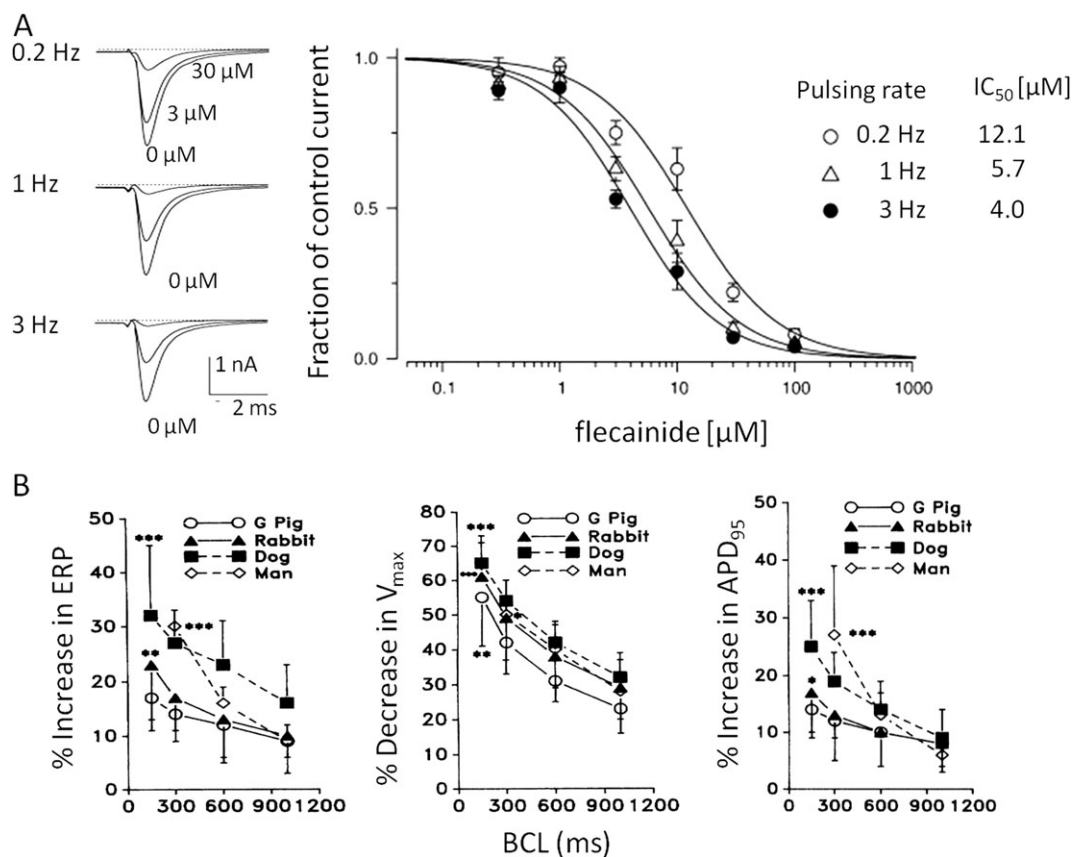 A
0.2 Hz
30 µM
3 µM
0 µM
1 Hz
0 µM
3 Hz
1 nA
2 ms
0 µM
Fraction of control current
1.0
0.5
0.0
0.1 1 10 100 1000
flecainide [µM]
Pulsing rate IC50 [µM]
0.2 Hz 12.1
1 Hz 5.7
3 Hz 4.0
B
% Increase in ERP
50
40
30
20
10
0
0 300 600 900 1200
G Pig
Rabbit
Dog
Man
***
***
**
% Decrease in Vmax
80
70
60
50
40
30
20
10
0
0 300 600 900 1200
G Pig
Rabbit
Dog
Man
***
***
*
**
% Increase in APD95
50
40
30
20
10
0
0 300 600 900 1200
G Pig
Rabbit
Dog
Man
***
***
*
BCL (ms)